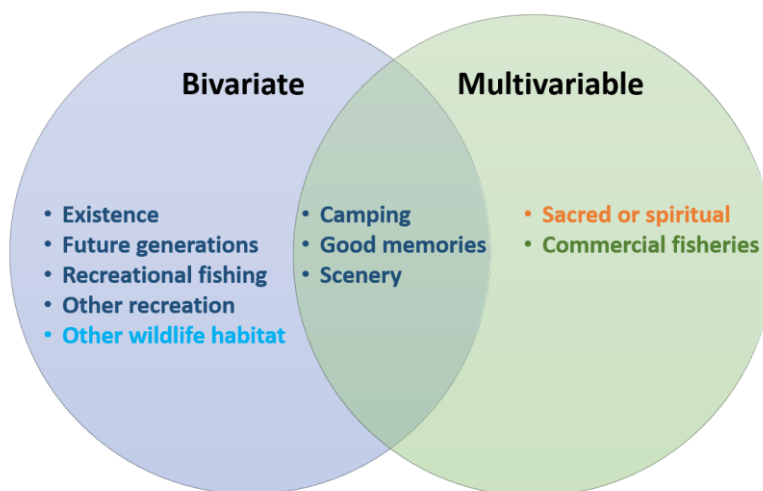 Bivariate
Multivariable
• Existence
• Future generations
• Recreational fishing
• Other recreation
• Other wildlife habitat
• Camping
• Good memories
• Scenery
• Sacred or spiritual
• Commercial fisheries